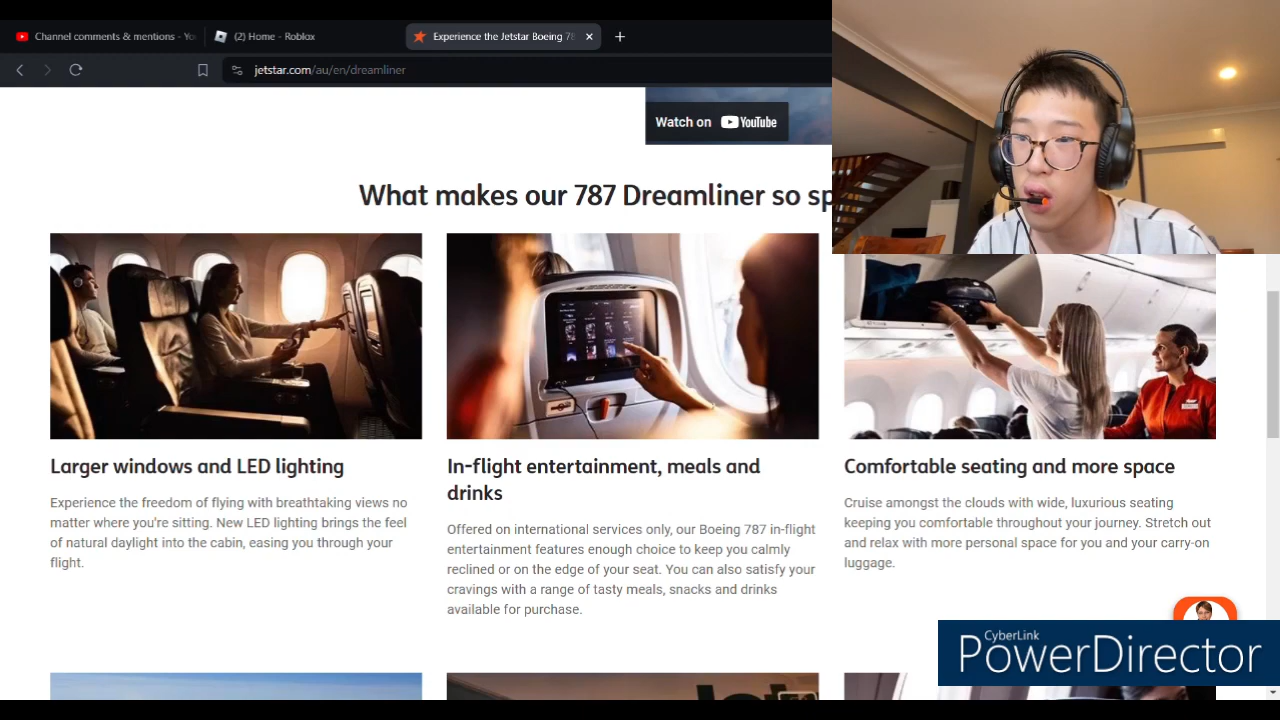 Channel comments & mentions - Yo
(2) Home - Roblox
Experience the Jetstar Boeing 78
jetstar.com/au/en/dreamliner
Watch on YouTube
What makes our 787 Dreamliner so sp
Larger windows and LED lighting
Experience the freedom of flying with breathtaking views no
matter where you're sitting. New LED lighting brings the feel
of natural daylight into the cabin, easing you through your
flight.
In-flight entertainment, meals and
drinks
Offered on international services only, our Boeing 787 in-flight
entertainment features enough choice to keep you calmly
reclined or on the edge of your seat. You can also satisfy your
cravings with a range of tasty meals, snacks and drinks
available for purchase.
Comfortable seating and more space
Cruise amongst the clouds with wide, luxurious seating
keeping you comfortable throughout your journey. Stretch out
and relax with more personal space for you and your carry-on
luggage.
CyberLink
PowerDirector